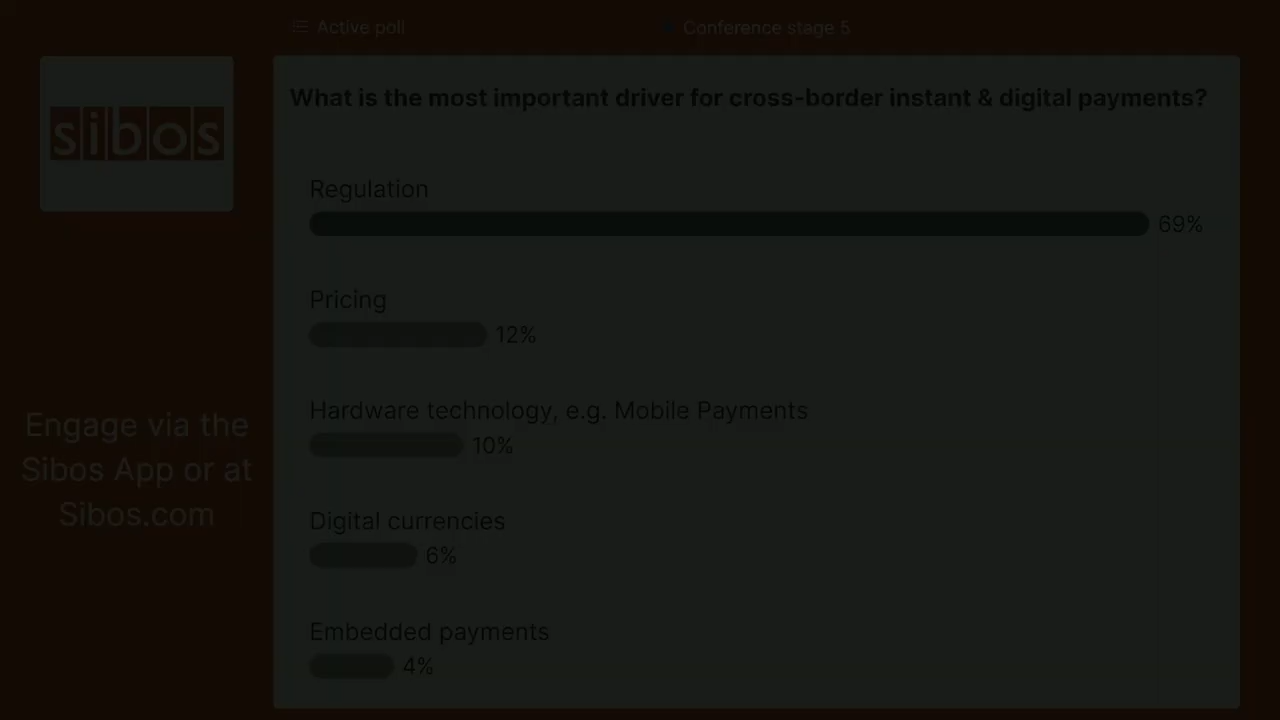 Active poll
Conference stage 5
sibos
What is the most important driver for cross-border instant & digital payments?
Regulation
69%
Pricing
12%
Hardware technology, e.g. Mobile Payments
10%
Digital currencies
6%
Embedded payments
4%
Engage via the
Sibos App or at
Sibos.com